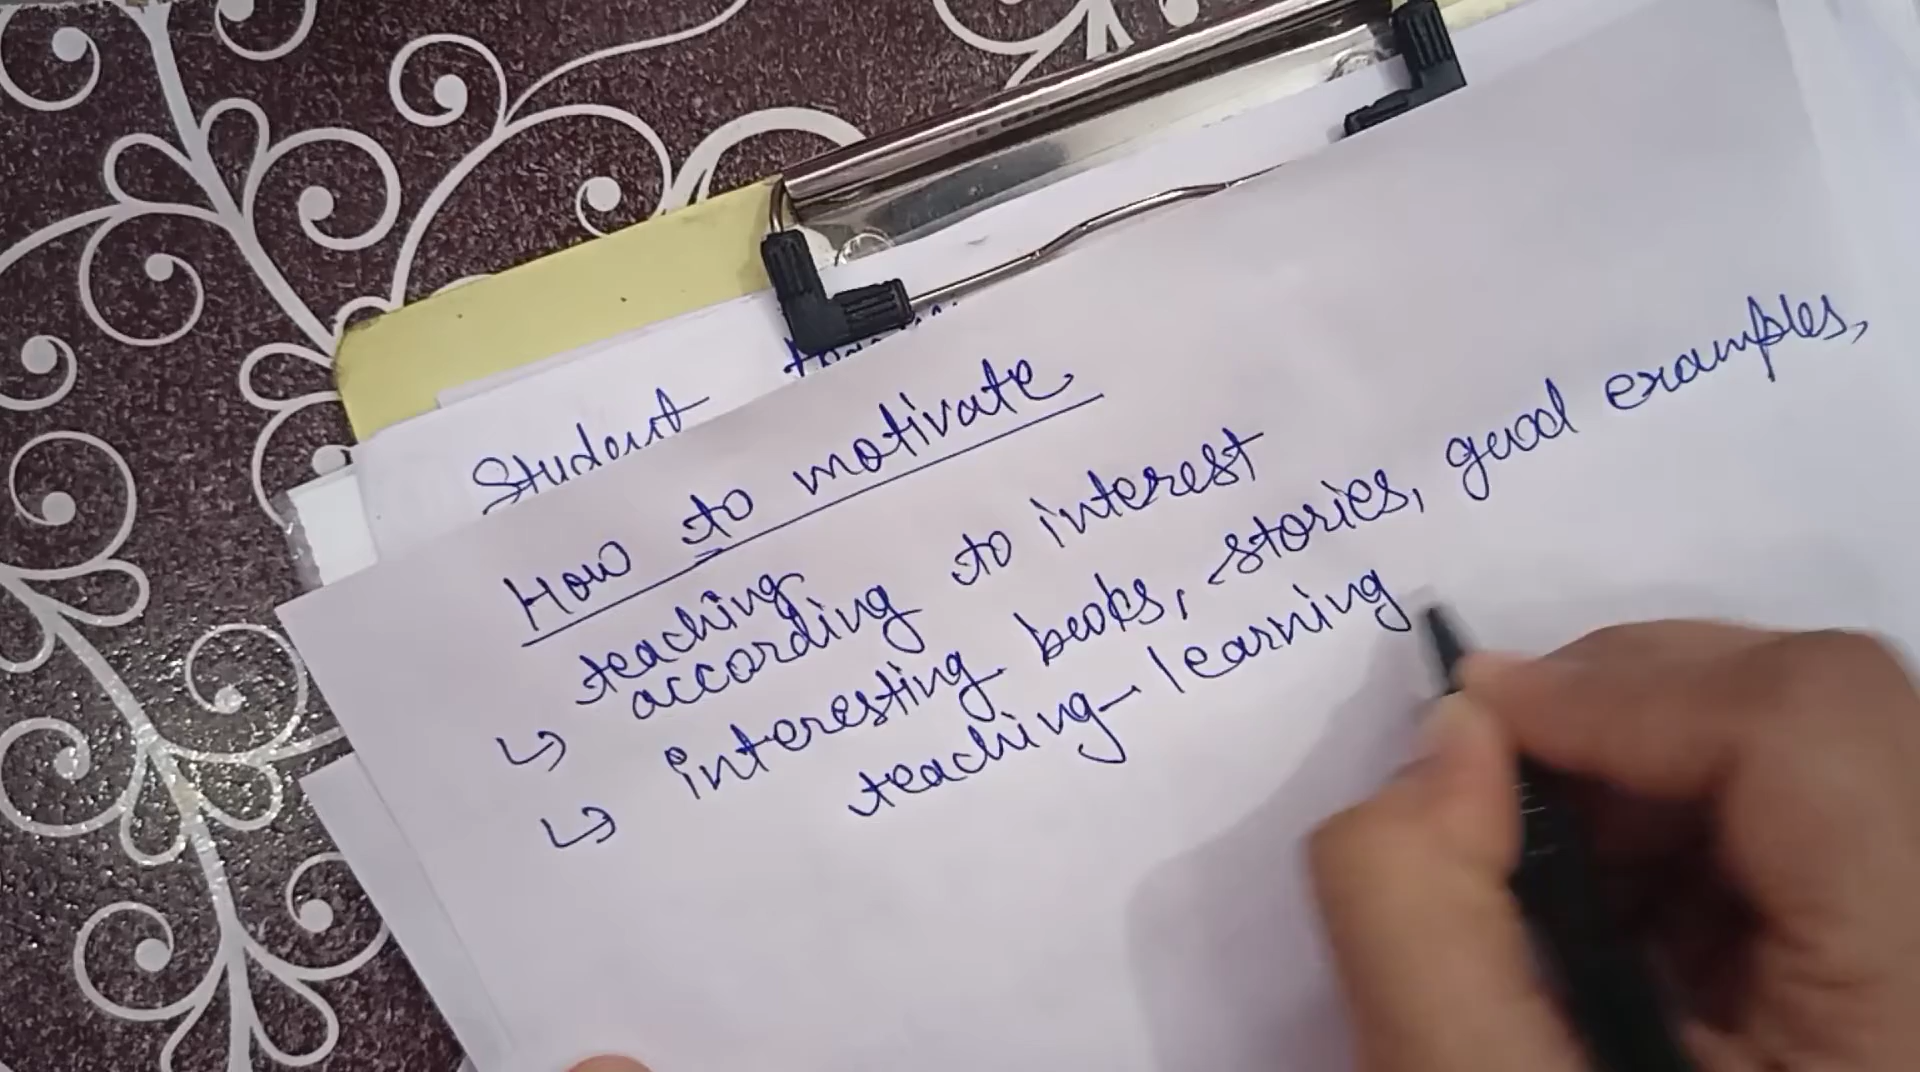 Student
How to motivate
teaching
↳ according to interest
↳ interesting books, stories, good examples,
teaching-learning